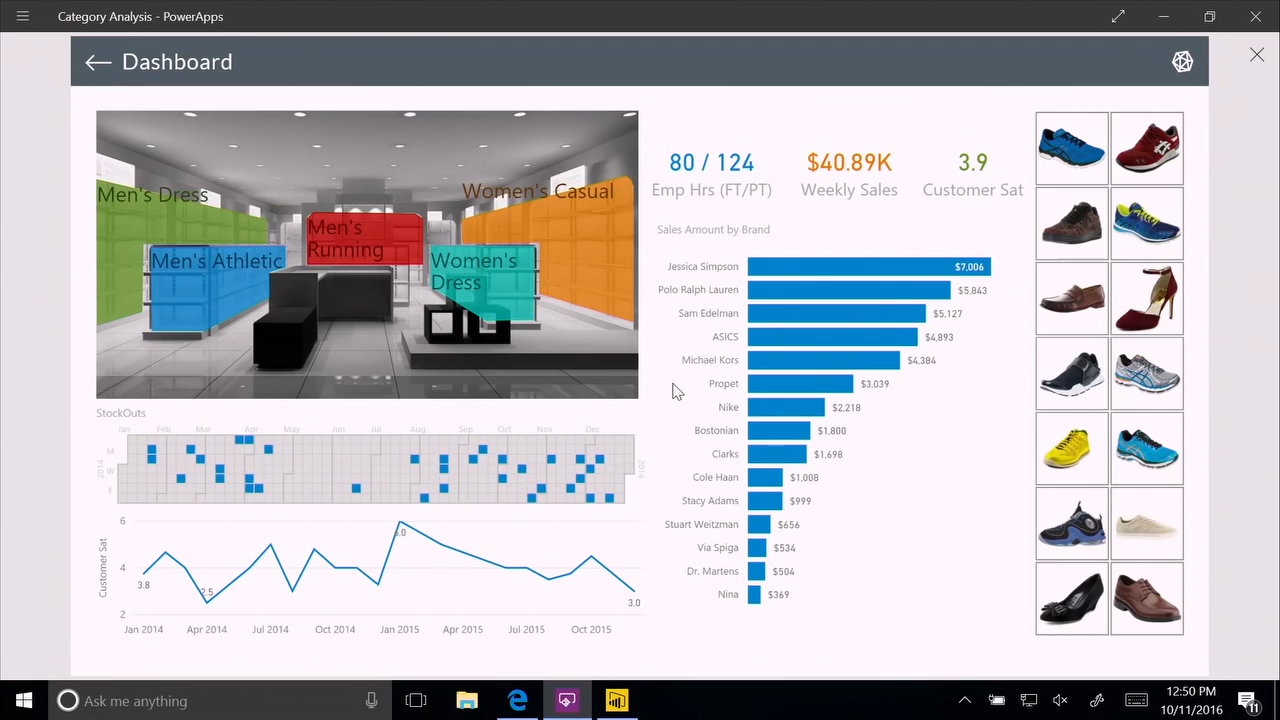 Category Analysis - PowerApps
Dashboard
Men's Dress
Women's Casual
Men's
Running
Men's Athletic
Women's
Dress
80 / 124
Emp Hrs (FT/PT)
$40.89K
Weekly Sales
3.9
Customer Sat
Sales Amount by Brand
Jessica Simpson $7,006
Polo Ralph Lauren $5,843
Sam Edelman $5,127
ASICS $4,893
Michael Kors $4,384
Propet $3,039
Nike $2,218
Bostonian $1,800
Clarks $1,698
Cole Haan $1,008
Stacy Adams $999
Stuart Weitzman $656
Via Spiga $534
Dr. Martens $504
Nina $369
StockOuts
Jan Feb Mar Apr May Jun Jul Aug Sep Oct Nov Dec
2014 M 2014
W
F
Customer Sat
6
4
2
3.8
2.5
6.0
3.0
Jan 2014 Apr 2014 Jul 2014 Oct 2014 Jan 2015 Apr 2015 Jul 2015 Oct 2015
Ask me anything
12:50 PM
10/11/2016
11